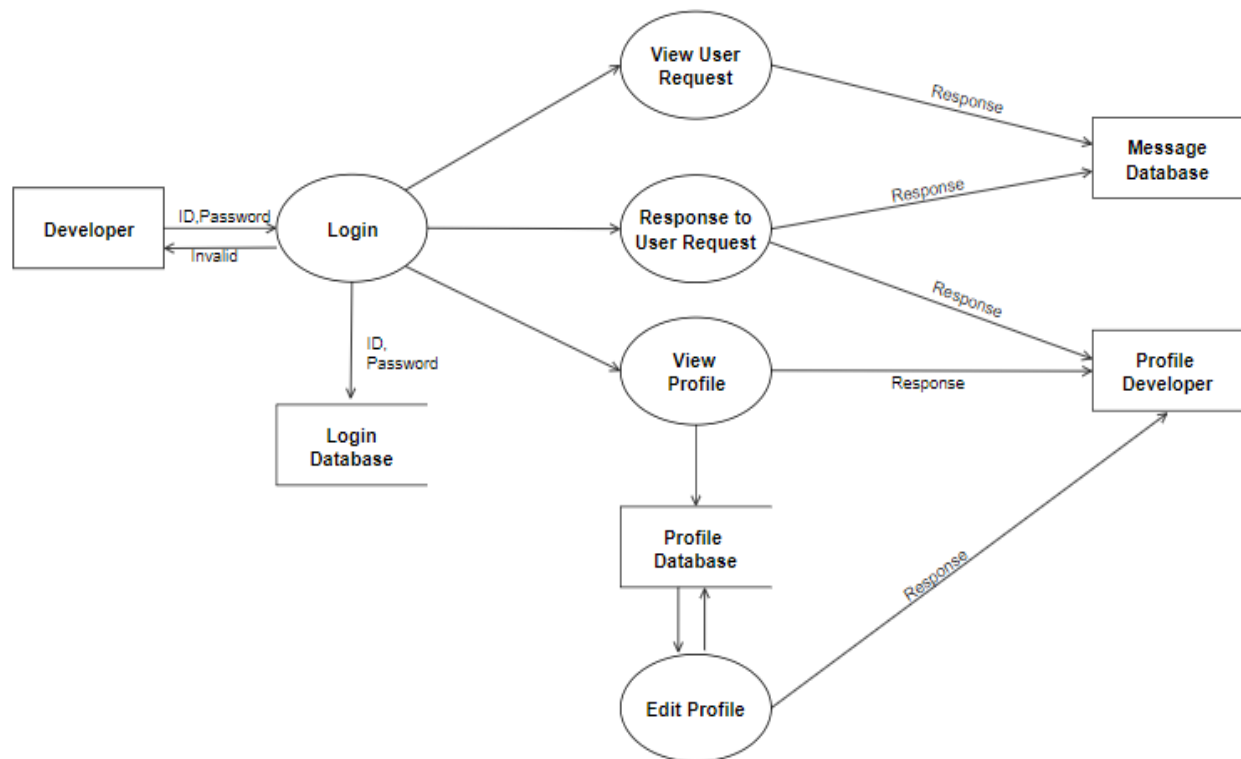 View User
Request
Response
Message
Database
Developer
ID,Password
Invalid
Login
Response to
User Request
Response
Response
ID,
Password
View
Profile
Response
Profile
Developer
Login
Database
Profile
Database
Response
Edit Profile